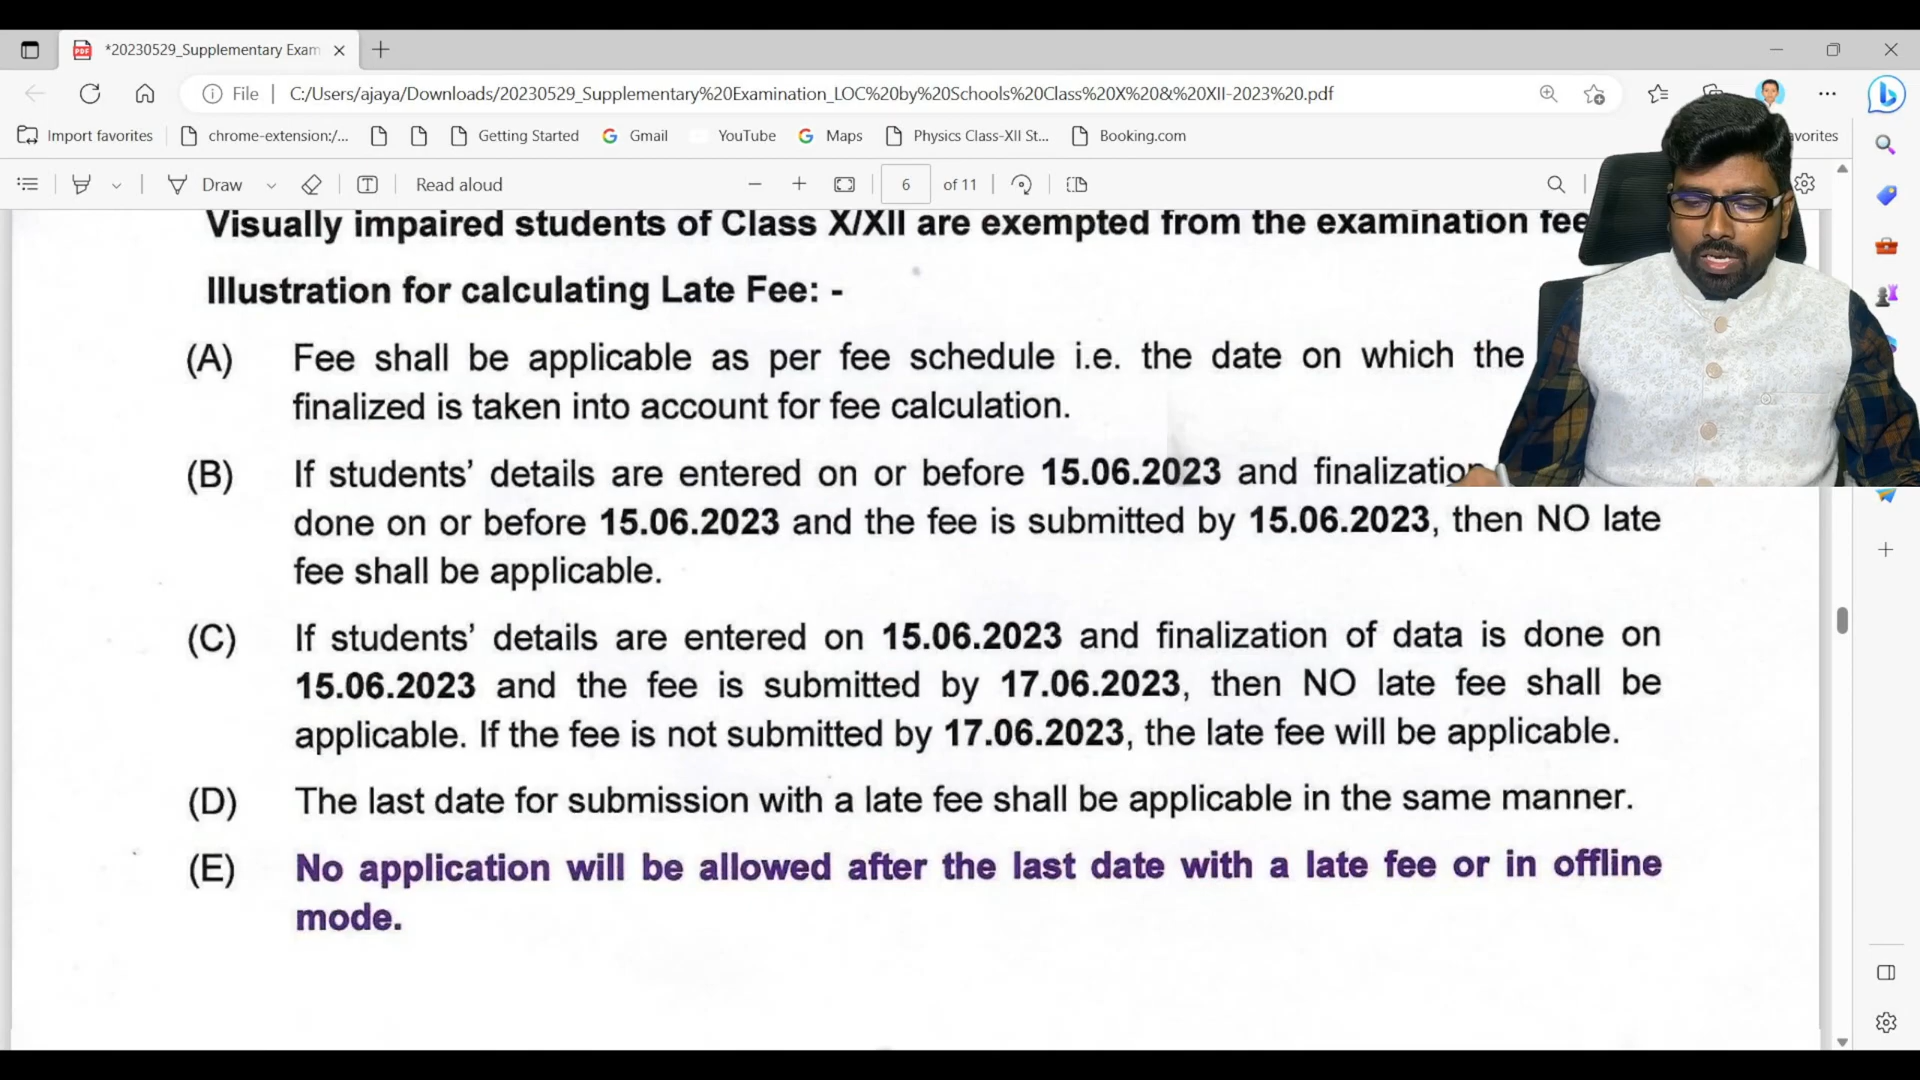 *20230529_Supplementary Exam
File
C:/Users/ajaya/Downloads/20230529_Supplementary%20Examination_LOC%20by%20Schools%20Class%20X%20&%20XII-2023%20.pdf
Import favorites
chrome-extension:/...
Getting Started
Gmail
YouTube
Maps
Physics Class-XII St...
Booking.com
avorites
Draw
Read aloud
6
of 11
Visually impaired students of Class X/XII are exempted from the examination fee
Illustration for calculating Late Fee: -
(A) Fee shall be applicable as per fee schedule i.e. the date on which the
finalized is taken into account for fee calculation.
(B) If students' details are entered on or before 15.06.2023 and finalization
done on or before 15.06.2023 and the fee is submitted by 15.06.2023, then NO late
fee shall be applicable.
(C) If students' details are entered on 15.06.2023 and finalization of data is done on
15.06.2023 and the fee is submitted by 17.06.2023, then NO late fee shall be
applicable. If the fee is not submitted by 17.06.2023, the late fee will be applicable.
(D) The last date for submission with a late fee shall be applicable in the same manner.
(E) No application will be allowed after the last date with a late fee or in offline
mode.